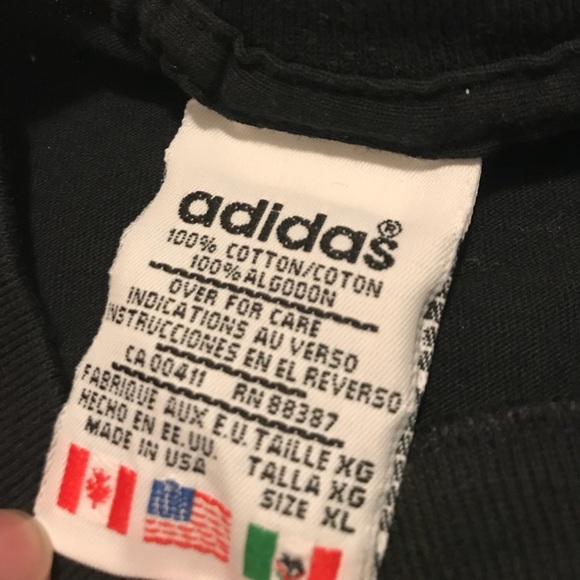 adidas®
100% COTTON/COTON
100% ALGODON
OVER FOR CARE
INDICATIONS AU VERSO
INSTRUCCIONES EN EL REVERSO
CA 00411 RN 88387
FABRIQUE AUX E.U. TAILLE XG
HECHO EN EE.UU. TALLA XG
MADE IN USA SIZE XL